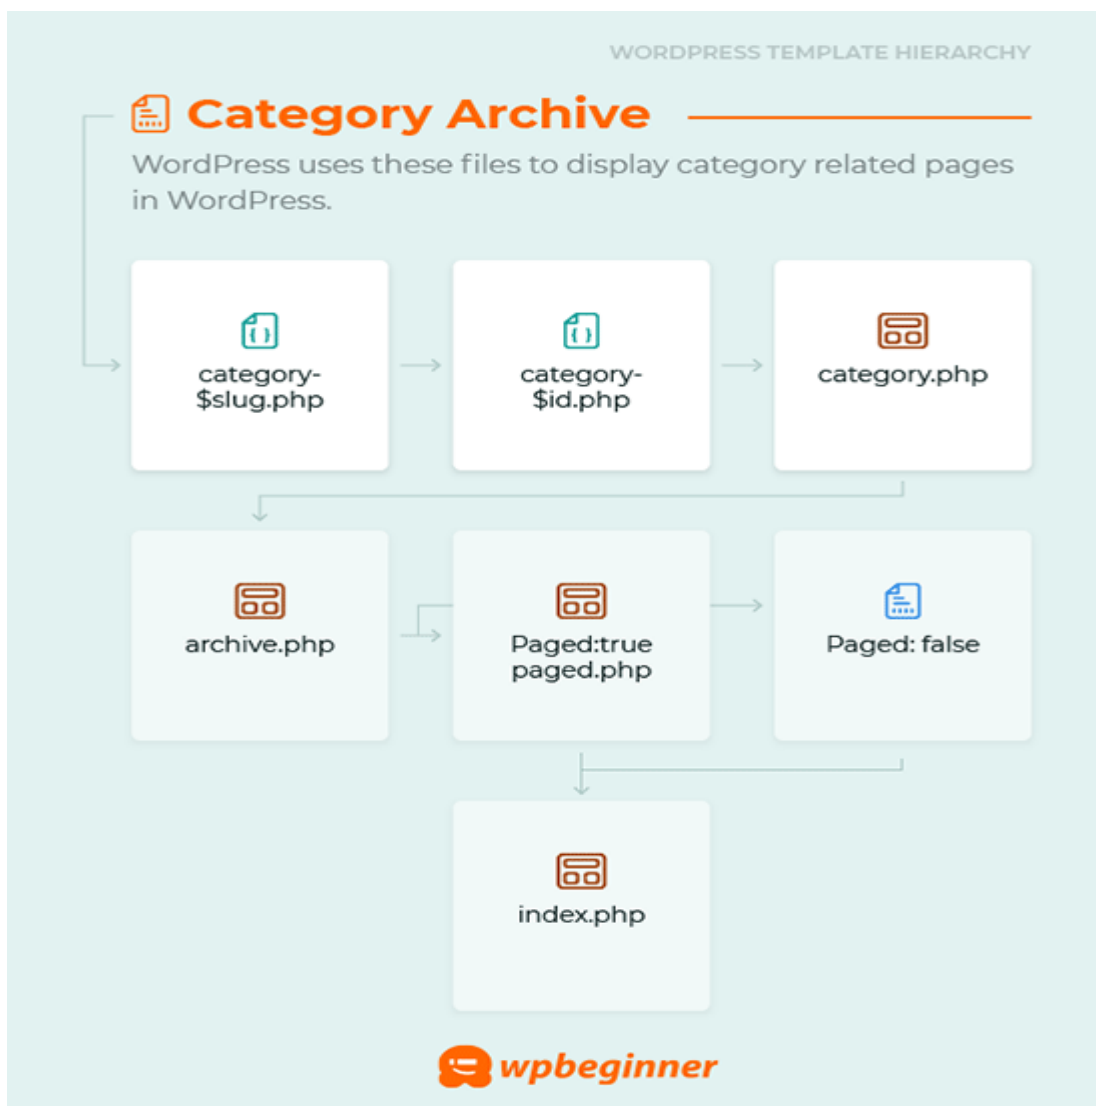 WORDPRESS TEMPLATE HIERARCHY
Category Archive
WordPress uses these files to display category related pages
in WordPress.
category-
$slug.php
category-
$id.php
category.php
archive.php
Paged:true
paged.php
Paged: false
index.php
wpbeginner